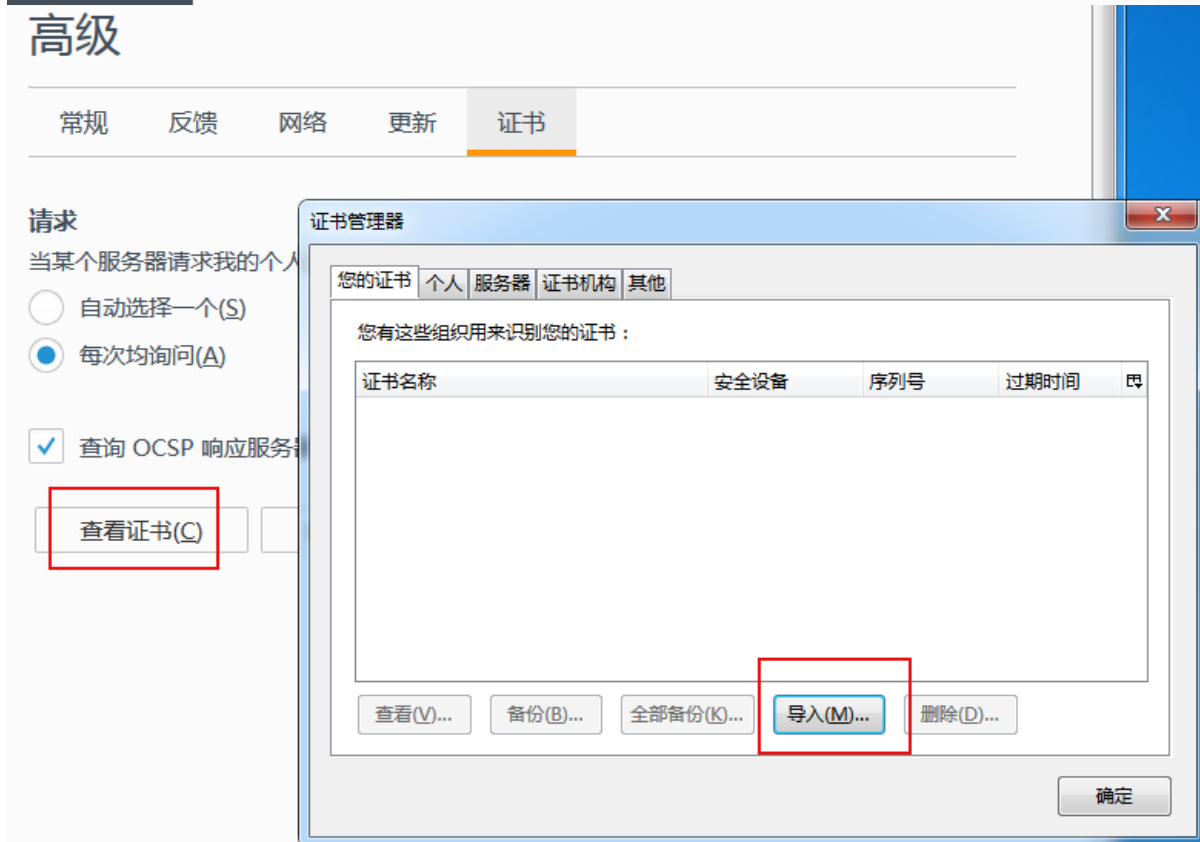 高级
常规 反馈 网络 更新 证书
请求
当某个服务器请求我的个人
自动选择一个(S)
每次均询问(A)
查询 OCSP 响应服务
查看证书(C)
证书管理器
您的证书 个人 服务器 证书机构 其他
您有这些组织用来识别您的证书：
证书名称 安全设备 序列号 过期时间
查看(V)... 备份(B)... 全部备份(K)... 导入(M)... 删除(D)...
确定